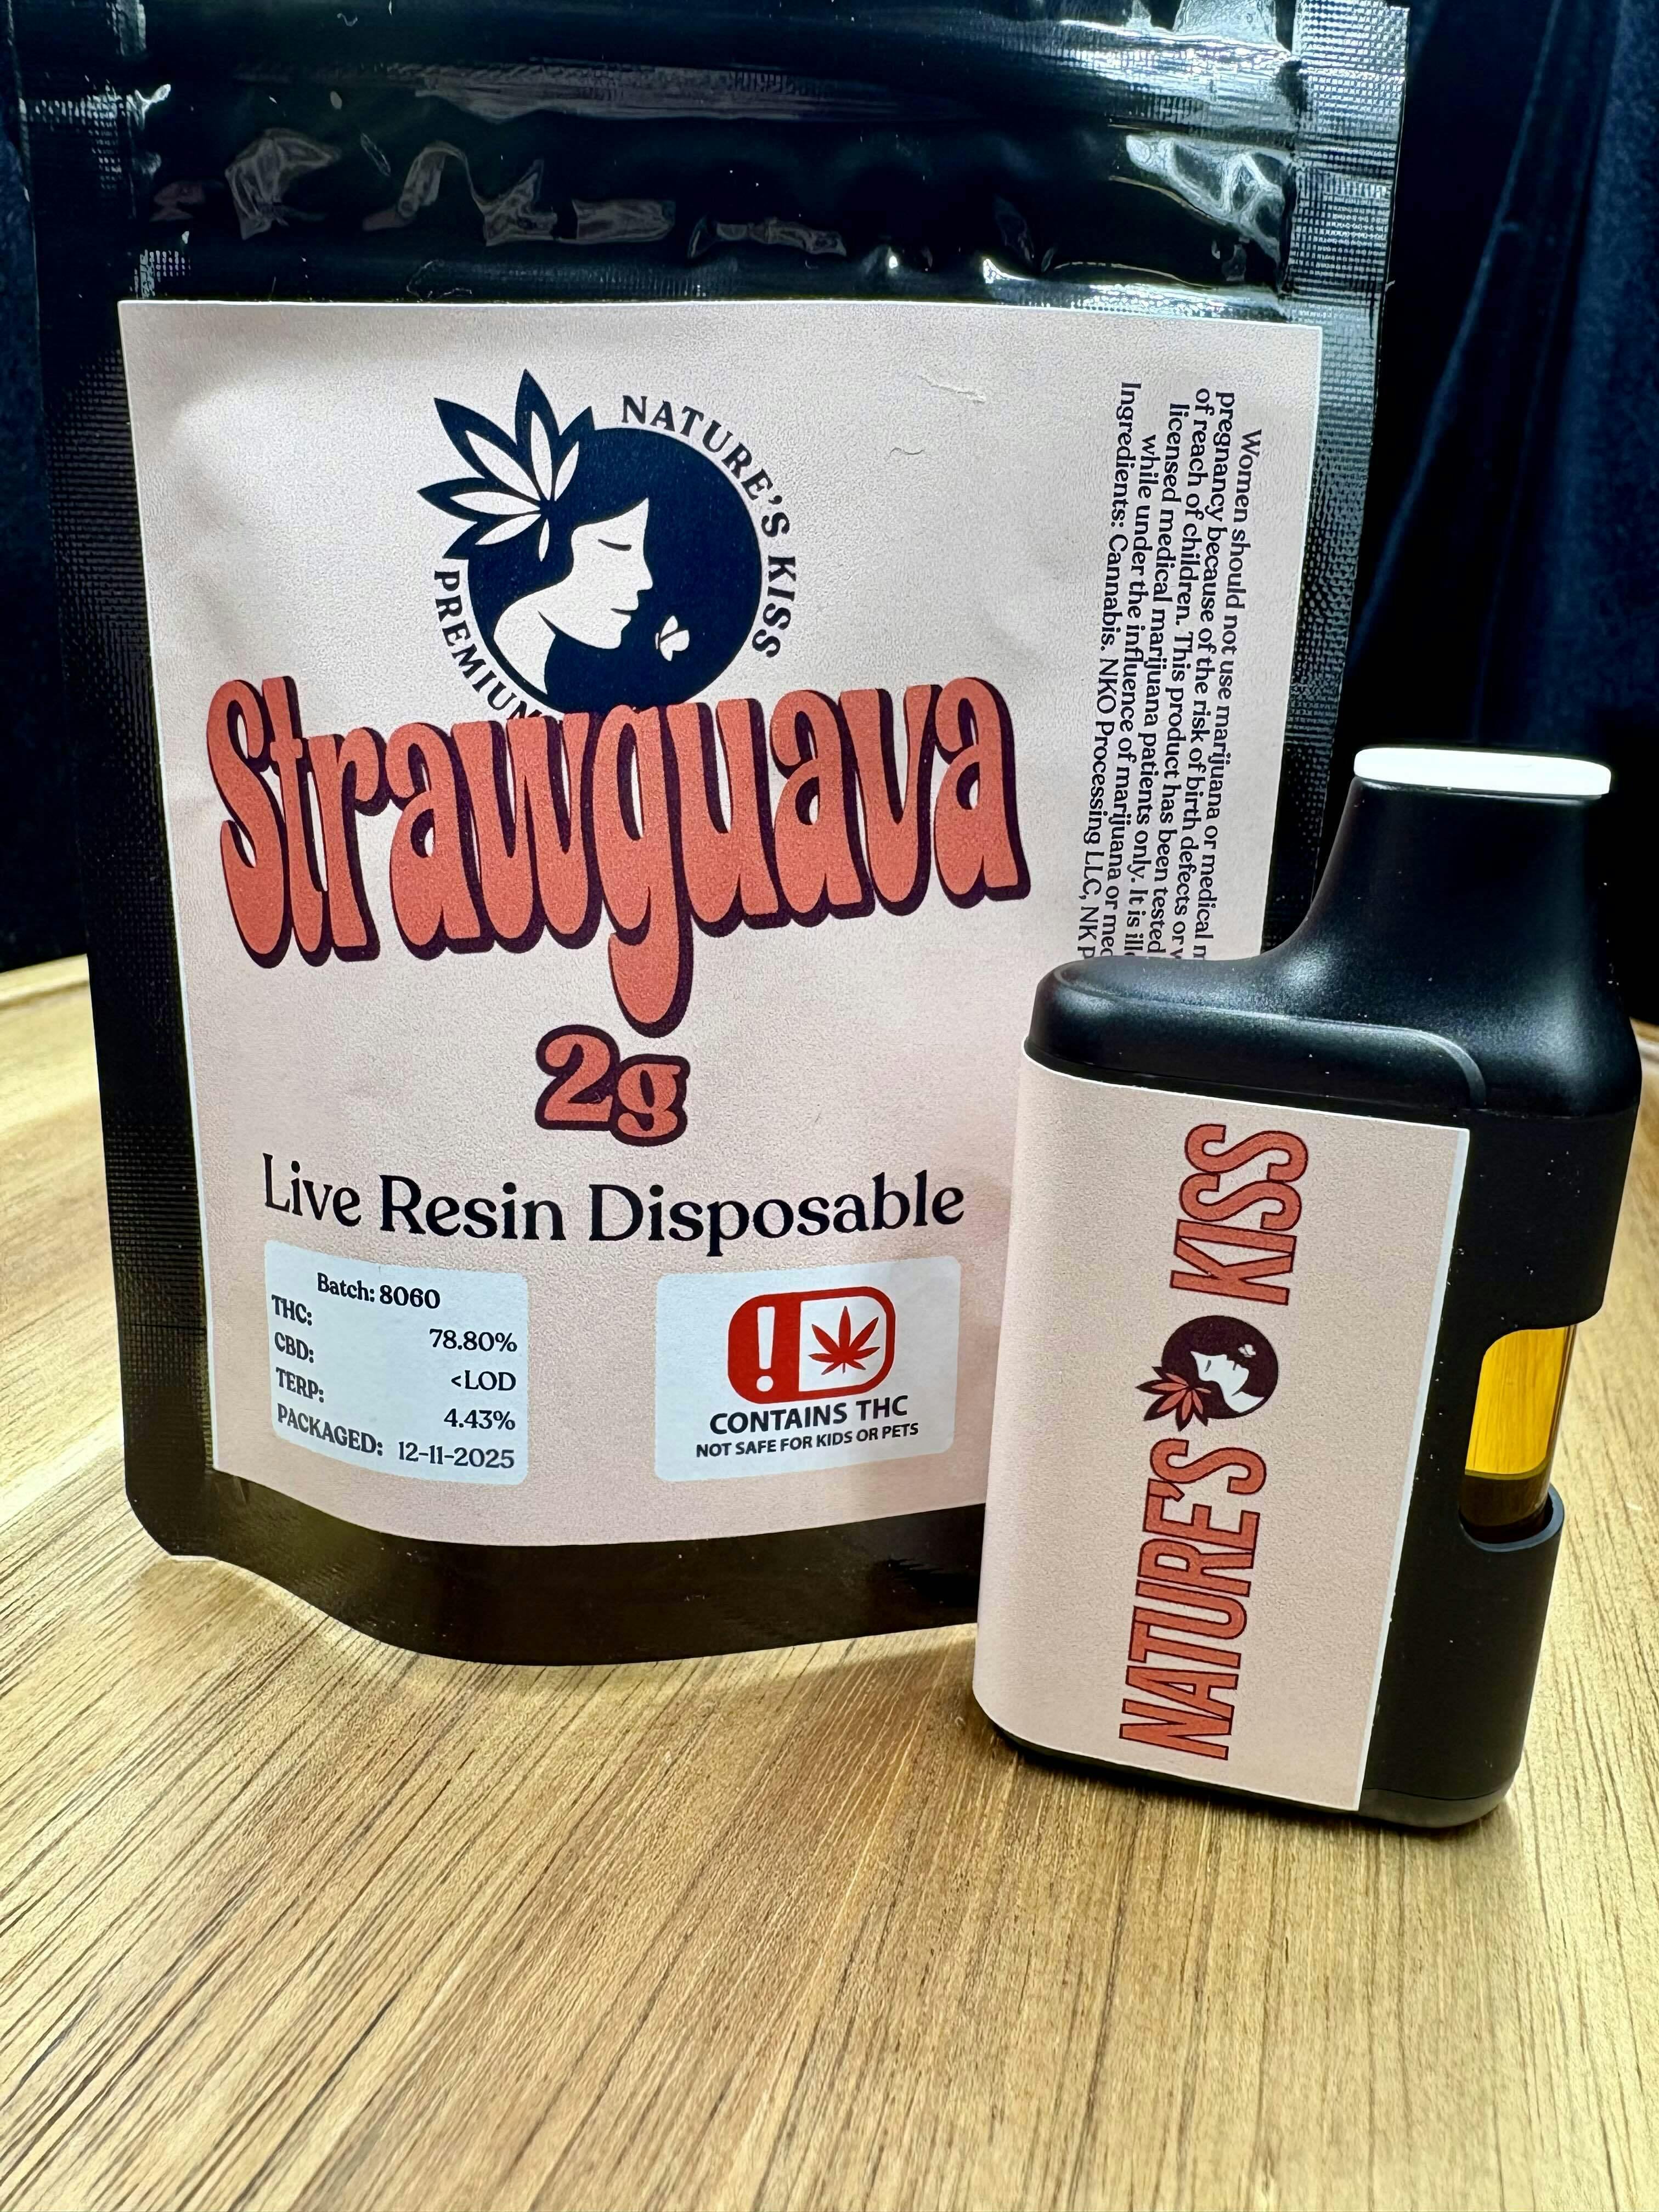 NATURE'S KISS
PREMIUM
Strawguava
2g
Live Resin Disposable
Batch: 8060
THC: 78.80%
CBD: <LOD
TERP: 4.43%
PACKAGED: 12-11-2025
CONTAINS THC
NOT SAFE FOR KIDS OR PETS
Women should not use marijuana or medical
pregnancy because of the risk of birth defects or
of reach of children. This product has been tested
licensed medical marijuana patients only. It is
while under the influence of marijuana or
Ingredients: Cannabis. NKO Processing LLC, NK
NATURE'S KISS